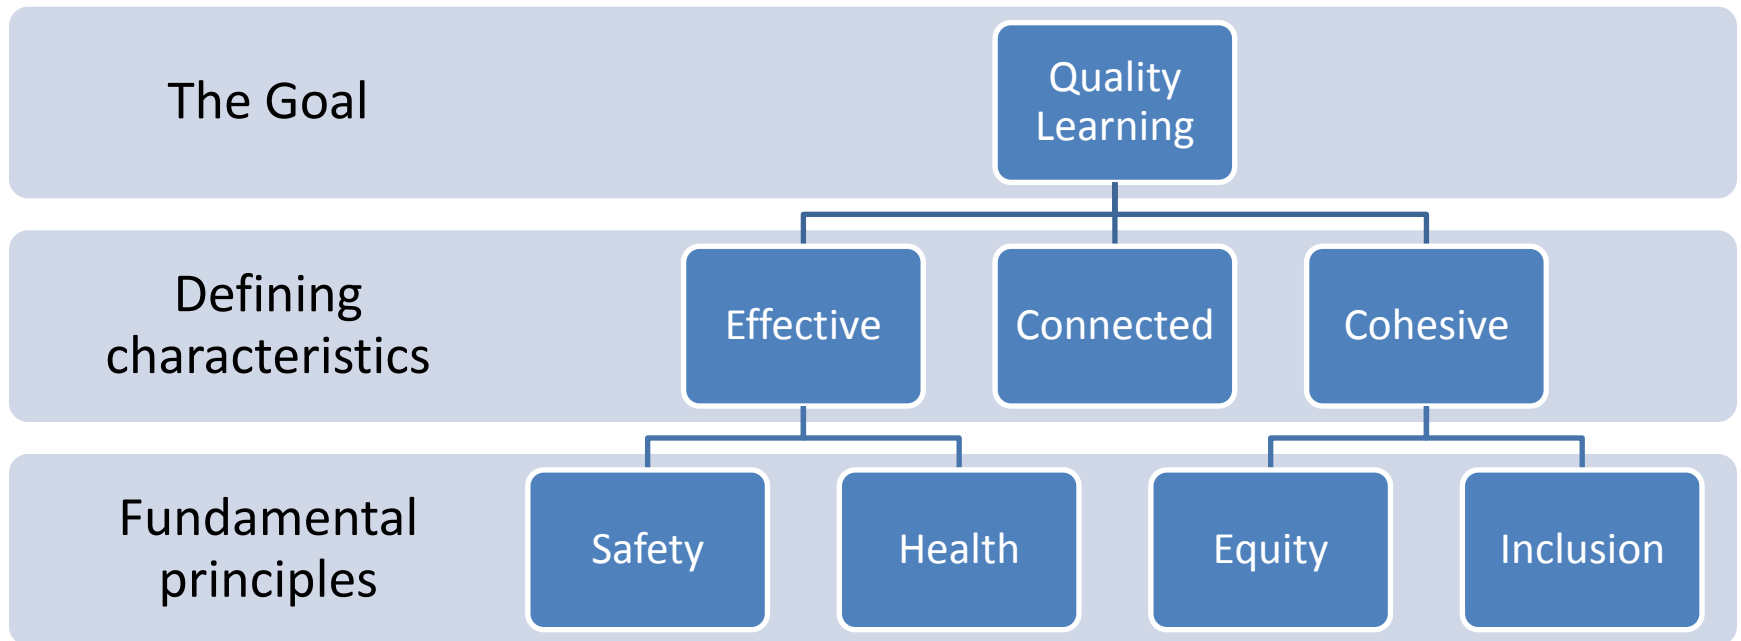 The Goal
Quality
Learning
Defining
characteristics
Effective
Connected
Cohesive
Fundamental
principles
Safety
Health
Equity
Inclusion